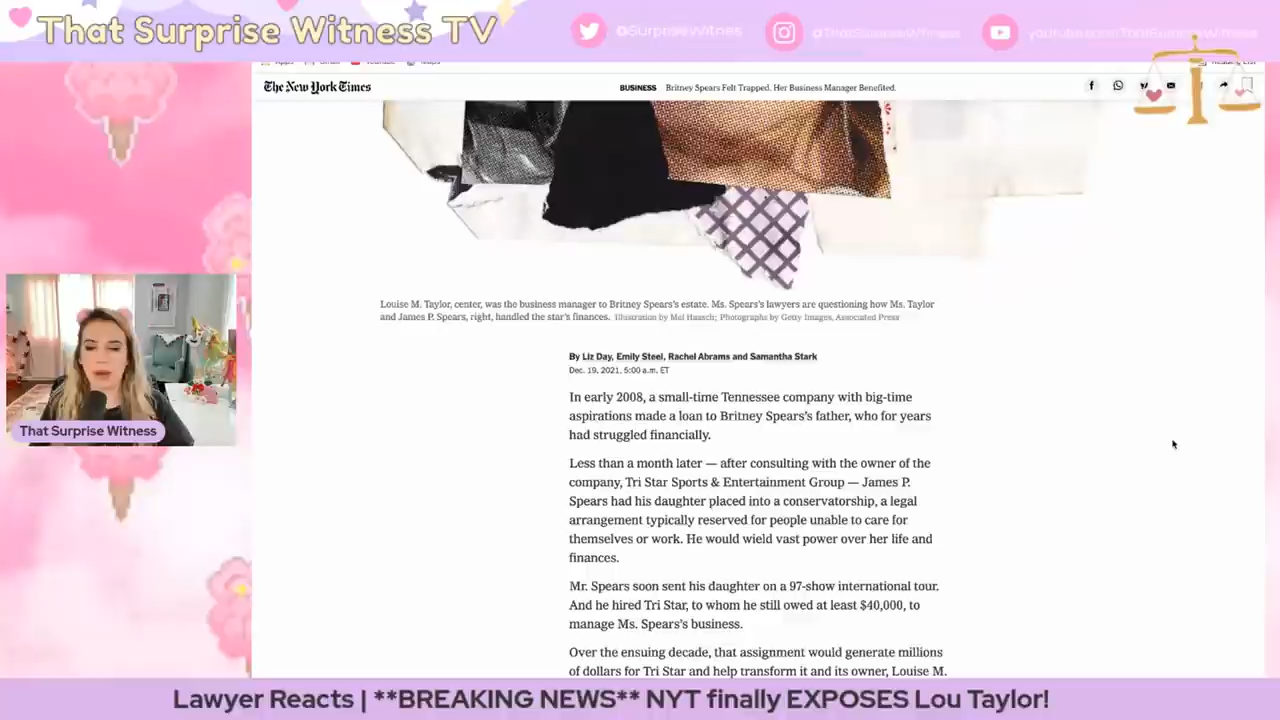 That Surprise Witness TV
@SurpriseWitnes
@ThatSurpriseWitness
The New York Times
BUSINESS Britney Spears Felt Trapped. Her Business Manager Benefited.
Louise M. Taylor, center, was the business manager to Britney Spears's estate. Ms. Spears's lawyers are questioning how Ms. Taylor
and James P. Spears, right, handled the star's finances. Illustration by Mel Haasch; Photographs by Getty Images, Associated Press
By Liz Day, Emily Steel, Rachel Abrams and Samantha Stark
Dec. 19, 2021, 5:00 a.m. ET
In early 2008, a small-time Tennessee company with big-time
aspirations made a loan to Britney Spears's father, who for years
had struggled financially.
Less than a month later — after consulting with the owner of the
company, Tri Star Sports & Entertainment Group — James P.
Spears had his daughter placed into a conservatorship, a legal
arrangement typically reserved for people unable to care for
themselves or work. He would wield vast power over her life and
finances.
Mr. Spears soon sent his daughter on a 97-show international tour.
And he hired Tri Star, to whom he still owed at least $40,000, to
manage Ms. Spears's business.
Over the ensuing decade, that assignment would generate millions
of dollars for Tri Star and help transform it and its owner, Louise M.
That Surprise Witness
Lawyer Reacts | **BREAKING NEWS** NYT finally EXPOSES Lou Taylor!